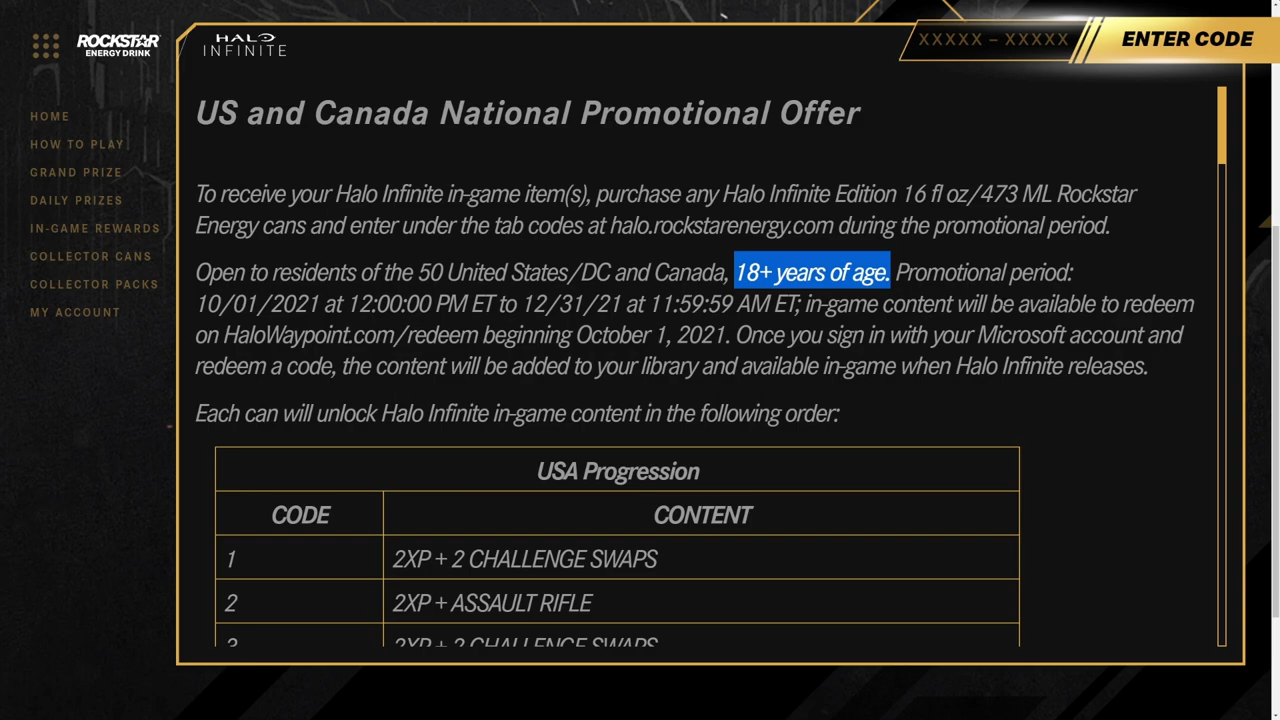 ROCKSTAR
ENERGY DRINK
HALO
INFINITE
XXXXX – XXXXX
ENTER CODE
HOME
HOW TO PLAY
GRAND PRIZE
DAILY PRIZES
IN-GAME REWARDS
COLLECTOR CANS
COLLECTOR PACKS
MY ACCOUNT
US and Canada National Promotional Offer
To receive your Halo Infinite in-game item(s), purchase any Halo Infinite Edition 16 fl oz/473 ML Rockstar
Energy cans and enter under the tab codes at halo.rockstarenergy.com during the promotional period.
Open to residents of the 50 United States/DC and Canada, 18+ years of age. Promotional period:
10/01/2021 at 12:00:00 PM ET to 12/31/21 at 11:59:59 AM ET; in-game content will be available to redeem
on HaloWaypoint.com/redeem beginning October 1, 2021. Once you sign in with your Microsoft account and
redeem a code, the content will be added to your library and available in-game when Halo Infinite releases.
Each can will unlock Halo Infinite in-game content in the following order:
USA Progression
CODE CONTENT
1 2XP + 2 CHALLENGE SWAPS
2 2XP + ASSAULT RIFLE
3 2XP + 2 CHALLENGE SWAPS